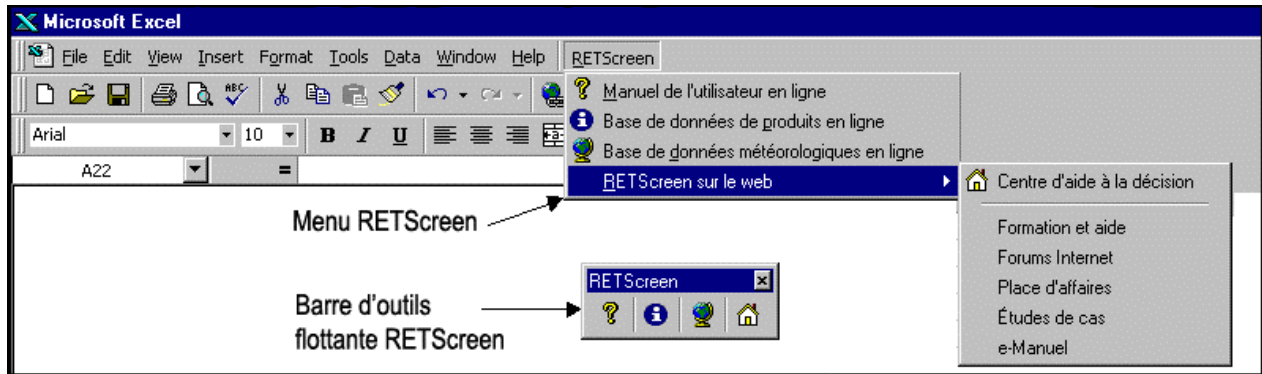 Microsoft Excel
File Edit View Insert Format Tools Data Window Help RETScreen
ABC
Arial 10 B I U a
A22 =
Manuel de l'utilisateur en ligne
Base de données de produits en ligne
Base de données météorologiques en ligne
RETScreen sur le web
Centre d'aide à la décision
Formation et aide
Forums Internet
Place d'affaires
Études de cas
e-Manuel
Menu RETScreen
Barre d'outils
flottante RETScreen
RETScreen